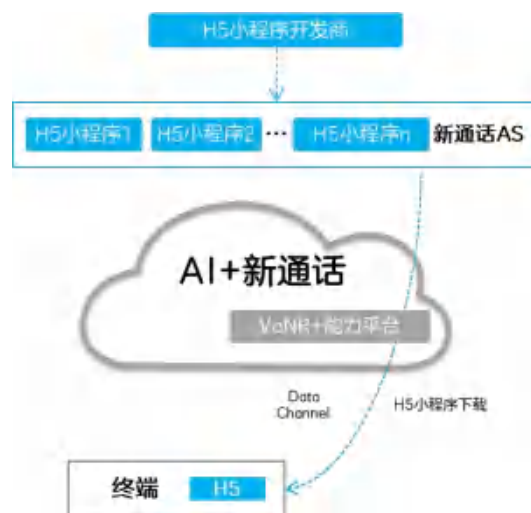 H5小程序开发商
H5小程序1 H5小程序2 ··· H5小程序n 新通话AS
AI+新通话
VoNR+能力平台
Data
Channel
H5小程序下载
终端 H5